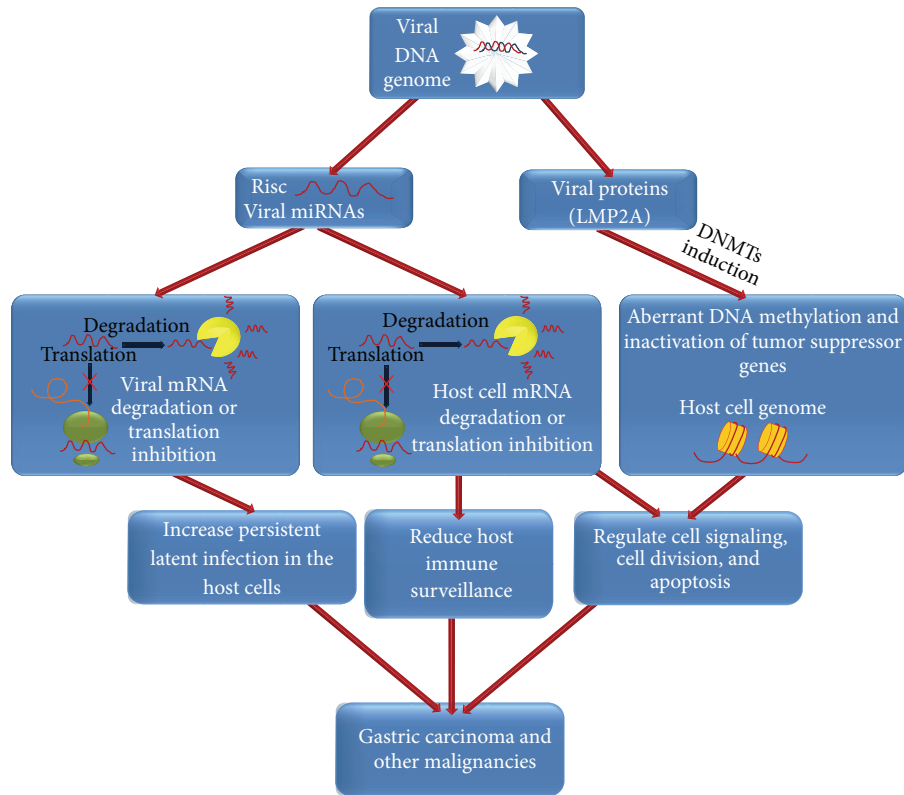 Viral
DNA
genome
Risc
Viral miRNAs
Viral proteins
(LMP2A)
DNMTs
induction
Degradation
Translation
Viral mRNA
degradation or
translation
inhibition
Degradation
Translation
Host cell mRNA
degradation or
translation inhibition
Aberrant DNA methylation and
inactivation of tumor suppressor
genes
Host cell genome
Increase persistent
latent infection in the
host cells
Reduce host
immune
surveillance
Regulate cell signaling,
cell division, and
apoptosis
Gastric carcinoma and
other malignancies